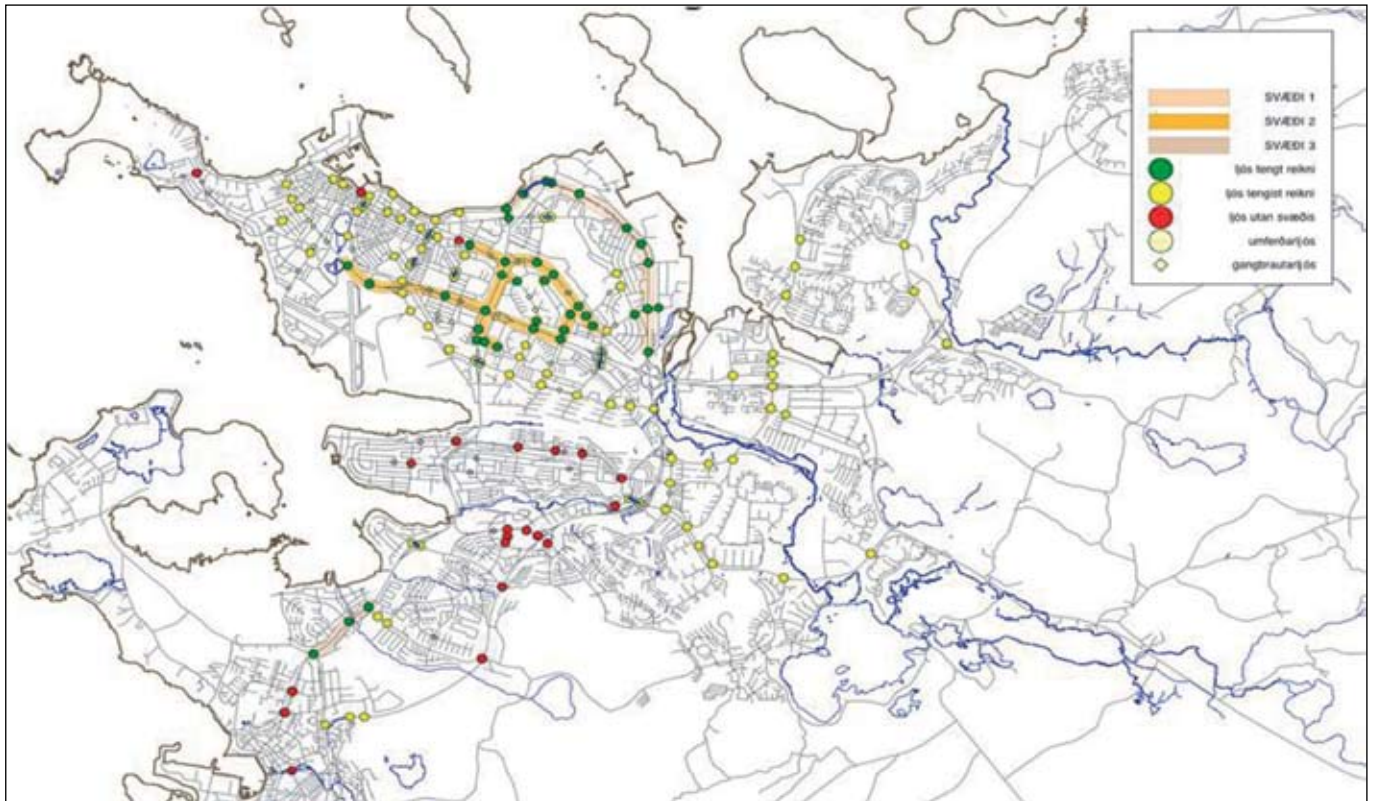 SVÆÐI 1
SVÆÐI 2
SVÆÐI 3
ljós tengt reikni
ljós tengist reikni
ljós utan svæðis
umferðarljós
gangbrautarljós